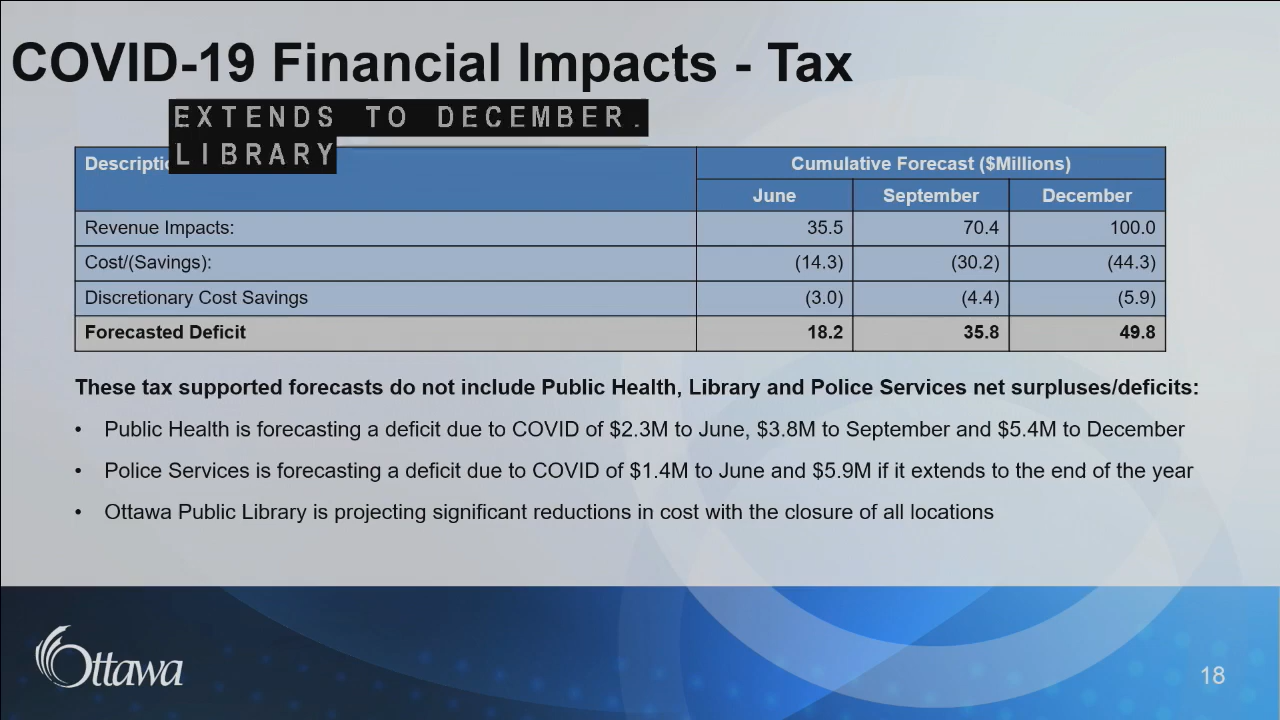 COVID-19 Financial Impacts - Tax
EXTENDS TO DECEMBER.
LIBRARY
Cumulative Forecast ($Millions)
June September December
Revenue Impacts: 35.5 70.4 100.0
Cost/(Savings): (14.3) (30.2) (44.3)
Discretionary Cost Savings (3.0) (4.4) (5.9)
Forecasted Deficit 18.2 35.8 49.8
These tax supported forecasts do not include Public Health, Library and Police Services net surpluses/deficits:
• Public Health is forecasting a deficit due to COVID of $2.3M to June, $3.8M to September and $5.4M to December
• Police Services is forecasting a deficit due to COVID of $1.4M to June and $5.9M if it extends to the end of the year
• Ottawa Public Library is projecting significant reductions in cost with the closure of all locations
Ottawa
18